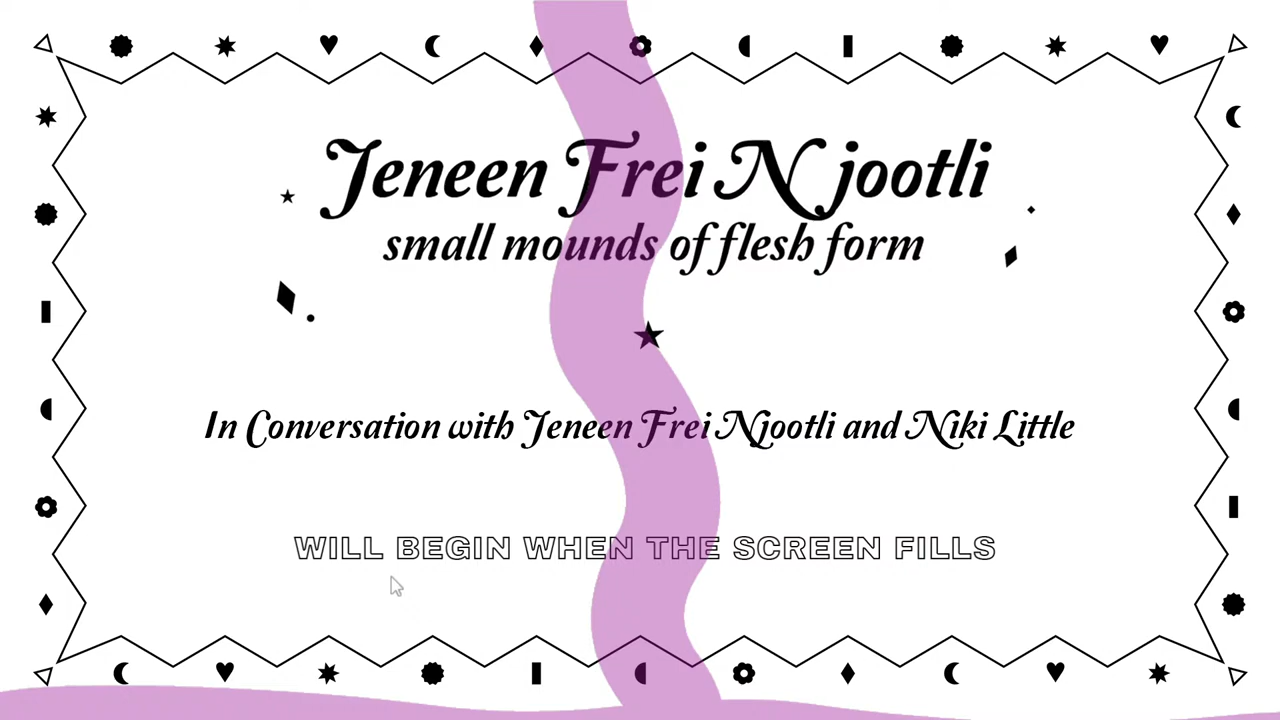 Jeneen Frei Njootli
small mounds of flesh form
In Conversation with Jeneen Frei Njootli and Niki Little
WILL BEGIN WHEN THE SCREEN FILLS